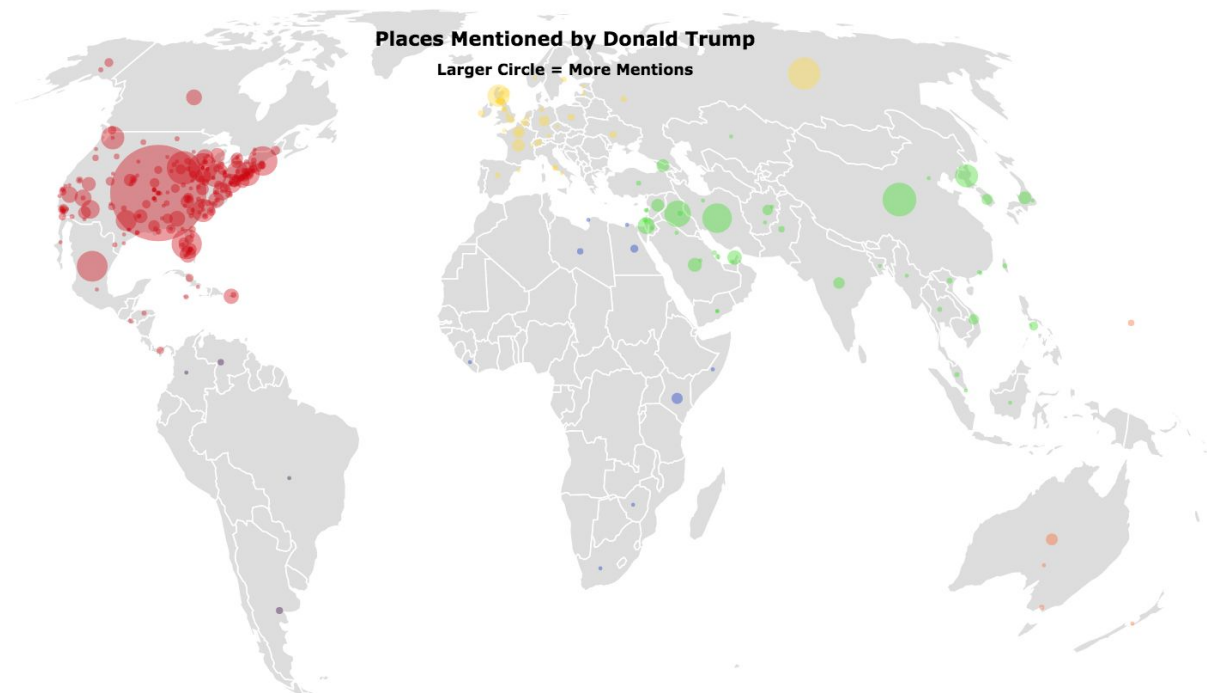 Places Mentioned by Donald Trump
Larger Circle = More Mentions